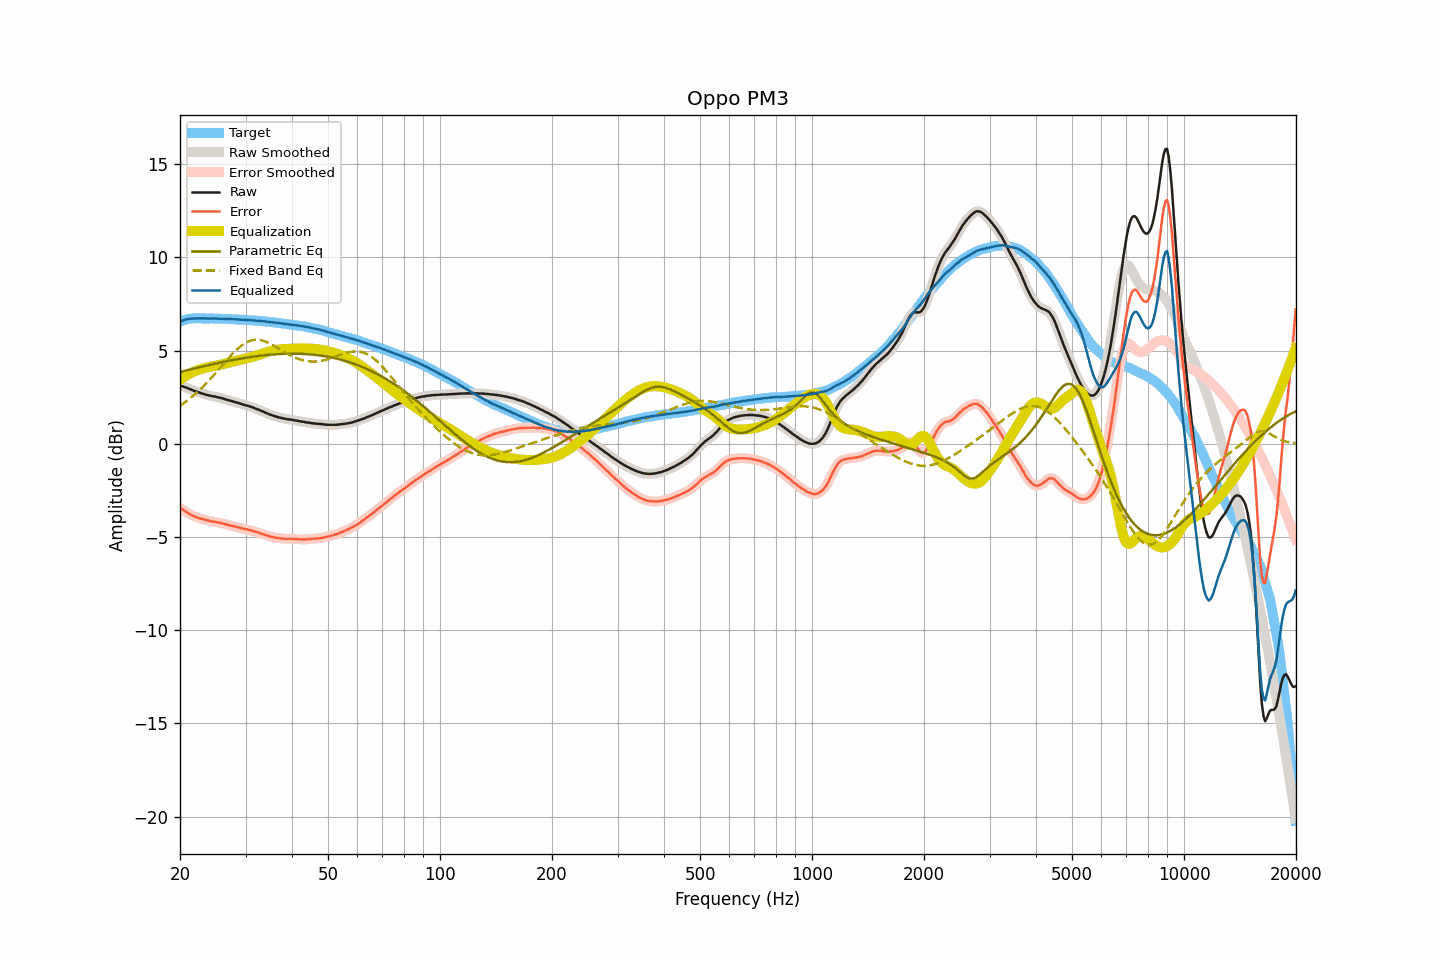 Oppo PM3
Target
Raw Smoothed
Error Smoothed
Raw
Error
Equalization
Parametric Eq
Fixed Band Eq
Equalized
15
10
5
0
−5
−10
−15
−20
Amplitude (dBr)
20 50 100 200 500 1000 2000 5000 10000 20000
Frequency (Hz)